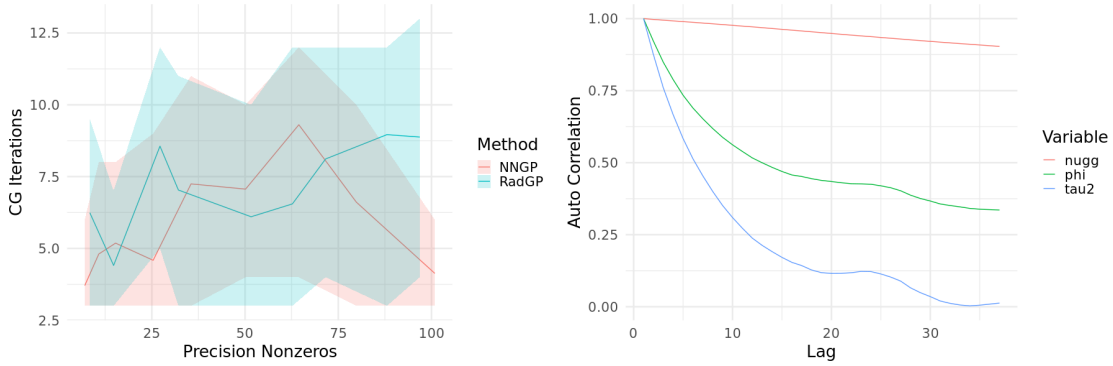 CG Iterations
12.5
10.0
7.5
5.0
2.5
25
50
75
100
Precision Nonzeros
Method
NNGP
RadGP
Auto Correlation
1.00
0.75
0.50
0.25
0.00
0
10
20
30
Lag
Variable
nugg
phi
tau2